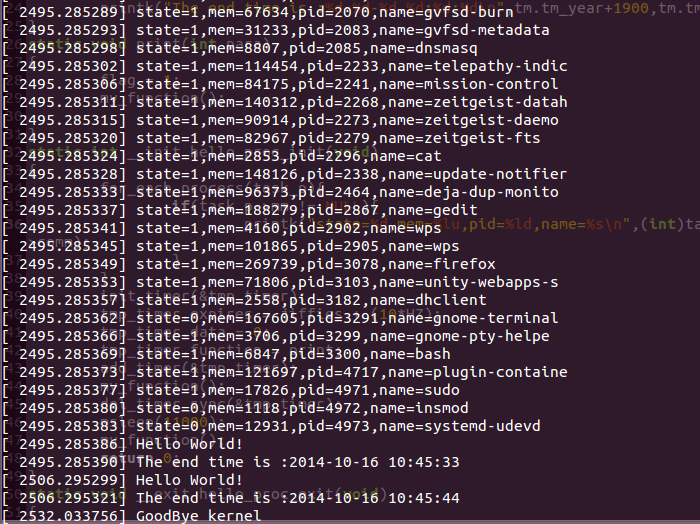 [ 2495.285289] state=1,mem=67634,pid=2070,name=gvfsd-burn
[ 2495.285293] state=1,mem=31233,pid=2083,name=gvfsd-metadata
[ 2495.285298] state=1,mem=8807,pid=2085,name=dnsmasq
[ 2495.285302] state=1,mem=114454,pid=2233,name=telepathy-indic
[ 2495.285306] state=1,mem=84175,pid=2241,name=mission-control
[ 2495.285311] state=1,mem=140312,pid=2268,name=zeitgeist-datah
[ 2495.285315] state=1,mem=90914,pid=2273,name=zeitgeist-daemo
[ 2495.285320] state=1,mem=82967,pid=2279,name=zeitgeist-fts
[ 2495.285324] state=1,mem=2853,pid=2296,name=cat
[ 2495.285328] state=1,mem=148126,pid=2338,name=update-notifier
[ 2495.285333] state=1,mem=96373,pid=2464,name=deja-dup-monito
[ 2495.285337] state=1,mem=188279,pid=2867,name=gedit
[ 2495.285341] state=1,mem=4160,pid=2902,name=wps
[ 2495.285345] state=1,mem=101865,pid=2905,name=wps
[ 2495.285349] state=1,mem=269739,pid=3078,name=firefox
[ 2495.285353] state=1,mem=71806,pid=3103,name=unity-webapps-s
[ 2495.285357] state=1,mem=2558,pid=3182,name=dhclient
[ 2495.285362] state=0,mem=167605,pid=3291,name=gnome-terminal
[ 2495.285366] state=1,mem=3706,pid=3299,name=gnome-pty-helpe
[ 2495.285369] state=1,mem=6847,pid=3300,name=bash
[ 2495.285373] state=1,mem=121697,pid=4717,name=plugin-containe
[ 2495.285377] state=1,mem=17826,pid=4971,name=sudo
[ 2495.285380] state=0,mem=1118,pid=4972,name=insmod
[ 2495.285383] state=0,mem=12931,pid=4973,name=systemd-udevd
[ 2495.285386] Hello World!
[ 2495.285390] The end time is :2014-10-16 10:45:33
[ 2506.295299] Hello World!
[ 2506.295321] The end time is :2014-10-16 10:45:44
[ 2532.033756] GoodBye kernel